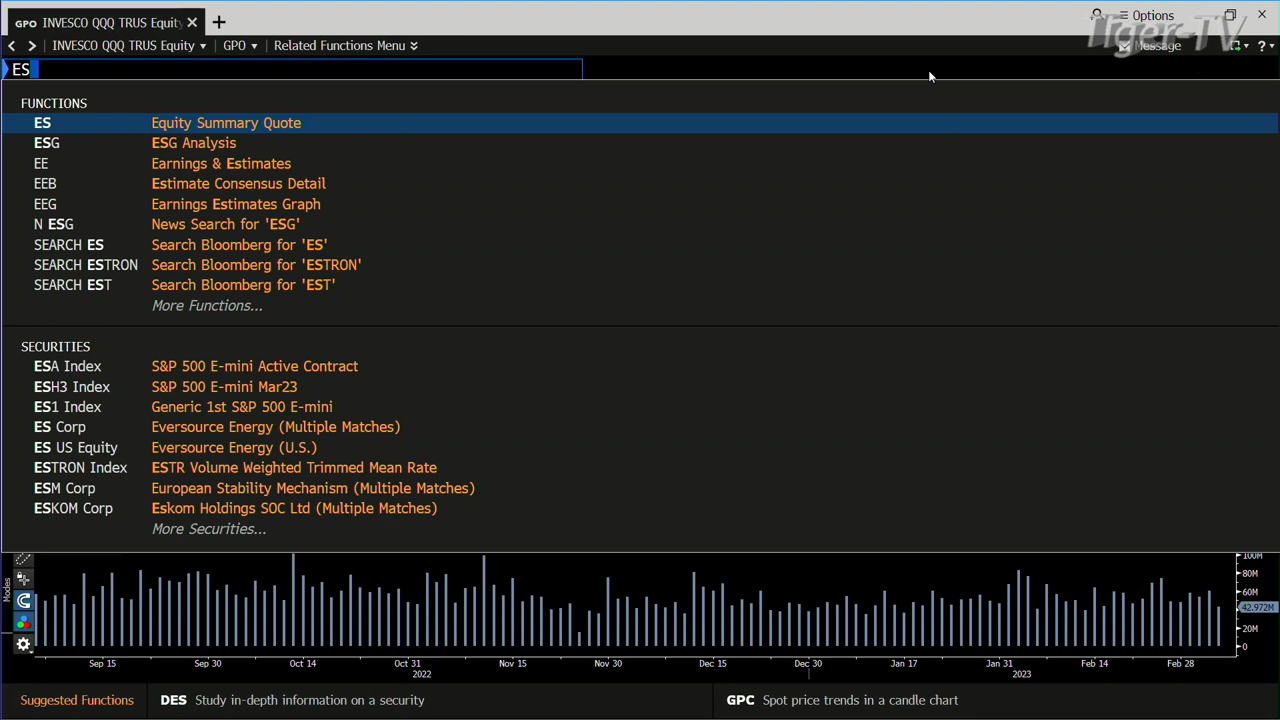 GPO INVESCO QQQ TRUS Equity
Options
INVESCO QQQ TRUS Equity
GPO
Related Functions Menu
Message
?
Tiger-TV
ES
FUNCTIONS
ES Equity Summary Quote
ESG ESG Analysis
EE Earnings & Estimates
EEB Estimate Consensus Detail
EEG Earnings Estimates Graph
N ESG News Search for 'ESG'
SEARCH ES Search Bloomberg for 'ES'
SEARCH ESTRON Search Bloomberg for 'ESTRON'
SEARCH EST Search Bloomberg for 'EST'
More Functions...
SECURITIES
ESA Index S&P 500 E-mini Active Contract
ESH3 Index S&P 500 E-mini Mar23
ES1 Index Generic 1st S&P 500 E-mini
ES Corp Eversource Energy (Multiple Matches)
ES US Equity Eversource Energy (U.S.)
ESTRON Index ESTR Volume Weighted Trimmed Mean Rate
ESM Corp European Stability Mechanism (Multiple Matches)
ESKOM Corp Eskom Holdings SOC Ltd (Multiple Matches)
More Securities...
Modes
100M
80M
60M
42.972M
20M
0
Sep 15 Sep 30 Oct 14 Oct 31 Nov 15 Nov 30 Dec 15 Dec 30 Jan 17 Jan 31 Feb 14 Feb 28
2022 2023
Suggested Functions DES Study in-depth information on a security GPC Spot price trends in a candle chart